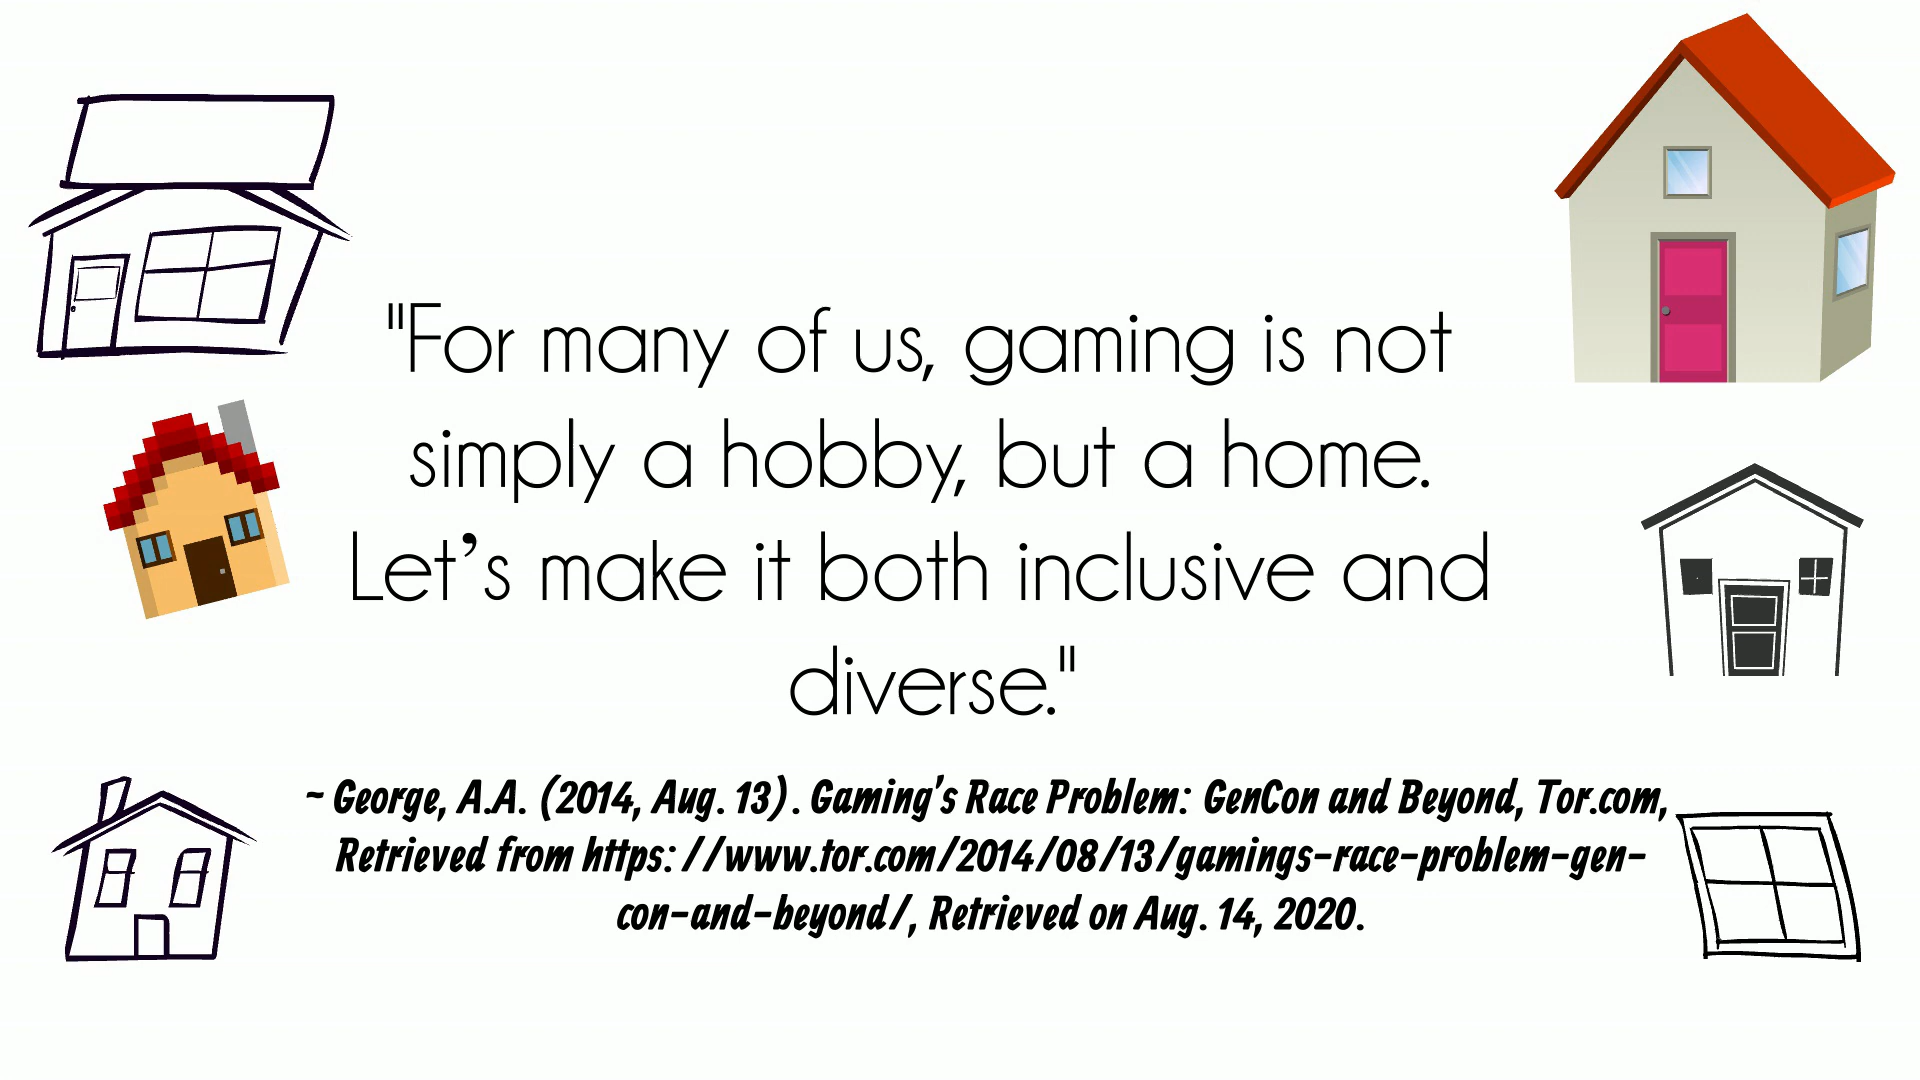 "For many of us, gaming is not
simply a hobby, but a home.
Let’s make it both inclusive and
diverse."
~ George, A.A. (2014, Aug. 13). Gaming's Race Problem: GenCon and Beyond, Tor.com,
Retrieved from https://www.tor.com/2014/08/13/gamings-race-problem-gen-
con-and-beyond/, Retrieved on Aug. 14, 2020.